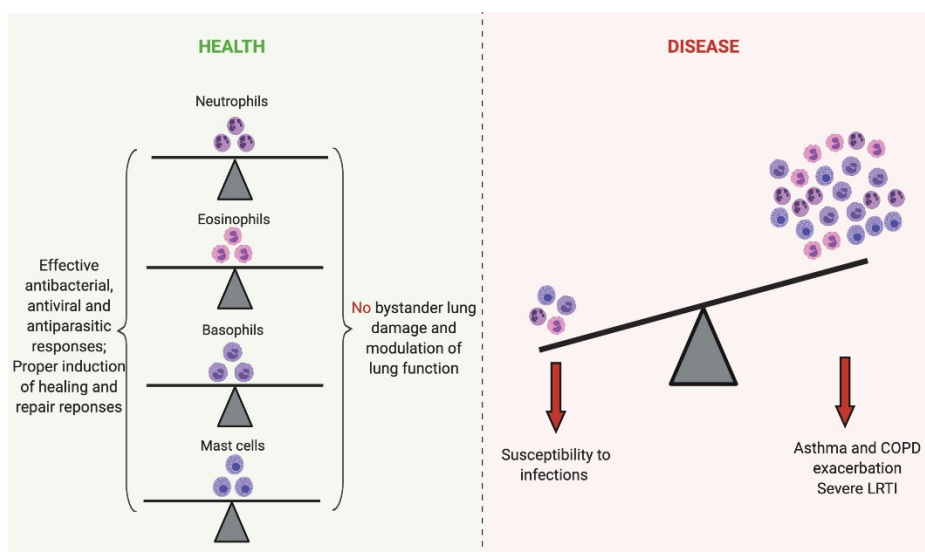 HEALTH
Neutrophils
Eosinophils
Basophils
Mast cells
Effective
antibacterial,
antiviral and
antiparasitic
responses;
Proper induction
of healing and
repair reponses
No bystander lung
damage and
modulation of
lung function
DISEASE
Susceptibility to
infections
Asthma and COPD
exacerbation
Severe LRTI